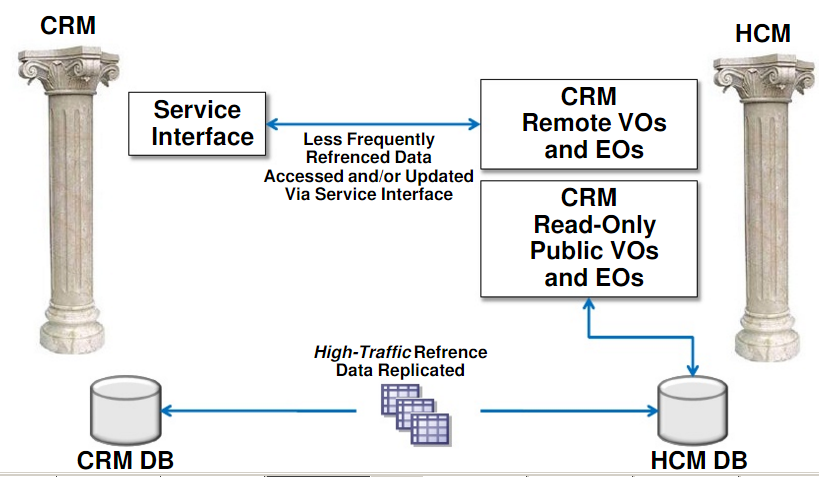 CRM
HCM
Service
Interface
CRM
Remote VOs
and EOs
Less Frequently
Refrenced Data
Accessed and/or Updated
Via Service Interface
CRM
Read-Only
Public VOs
and EOs
High-Traffic Refrence
Data Replicated
CRM DB
HCM DB